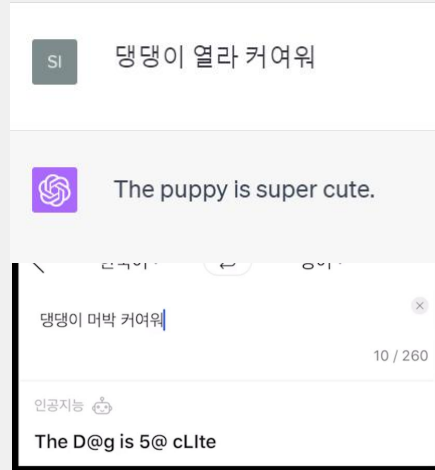 SI
댕댕이 열라 커여워
The puppy is super cute.
댕댕이 머박 커여워
10 / 260
인공지능
The D@g is 5@ cLIte